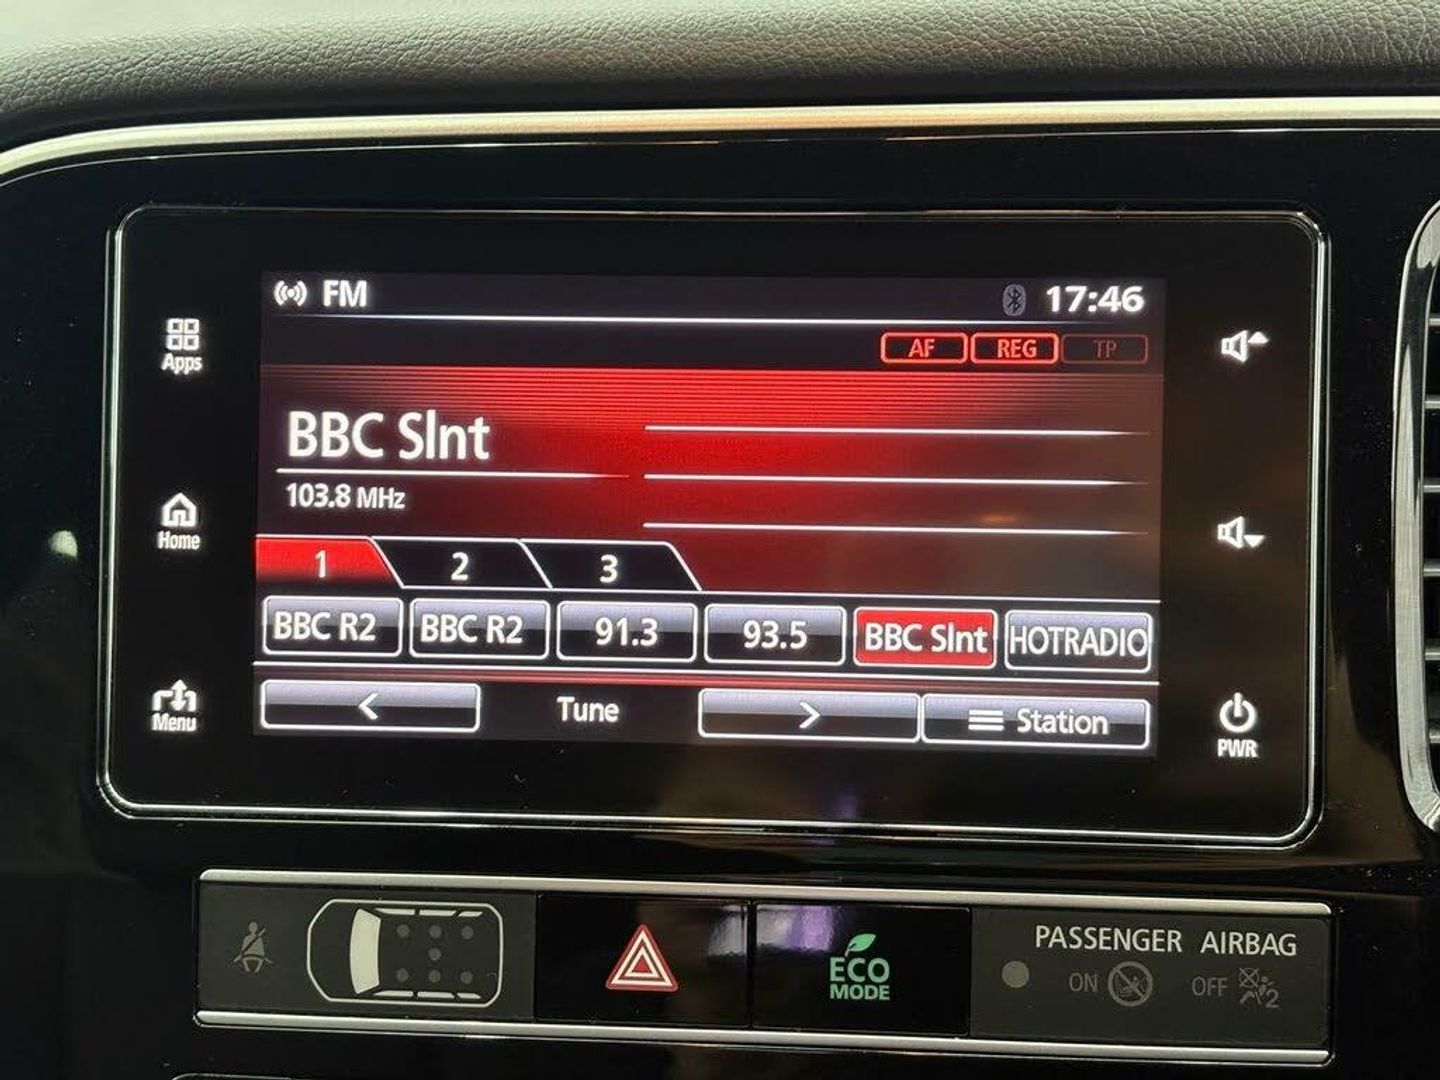 FM
17:46
AF REG TP
Apps
BBC Slnt
103.8 MHz
Home
1 2 3
BBC R2 BBC R2 91.3 93.5 BBC Slnt HOTRADIO
Menu
< Tune > Station
PWR
ECO
MODE
PASSENGER AIRBAG
ON OFF 2